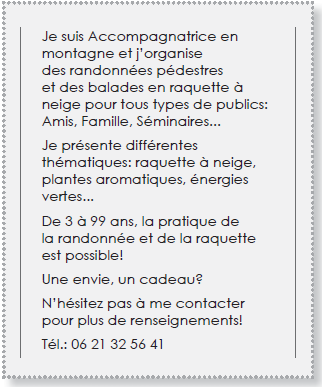 Je suis Accompagnatrice en
montagne et j'organise
des randonnées pédestres
et des balades en raquette à
neige pour tous types de publics:
Amis, Famille, Séminaires...
Je présente différentes
thématiques: raquette à neige,
plantes aromatiques, énergies
vertes...
De 3 à 99 ans, la pratique de
la randonnée et de la raquette
est possible!
Une envie, un cadeau?
N'hésitez pas à me contacter
pour plus de renseignements!
Tél.: 06 21 32 56 41